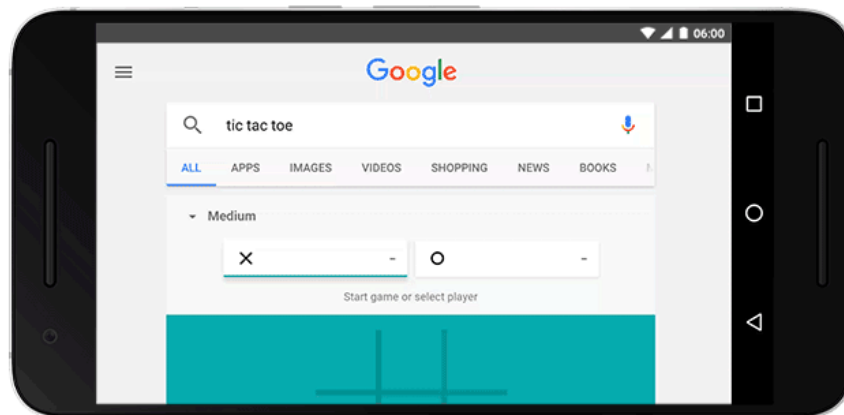 06:00
Google
tic tac toe
ALL APPS IMAGES VIDEOS SHOPPING NEWS BOOKS
Medium
X -
O -
Start game or select player